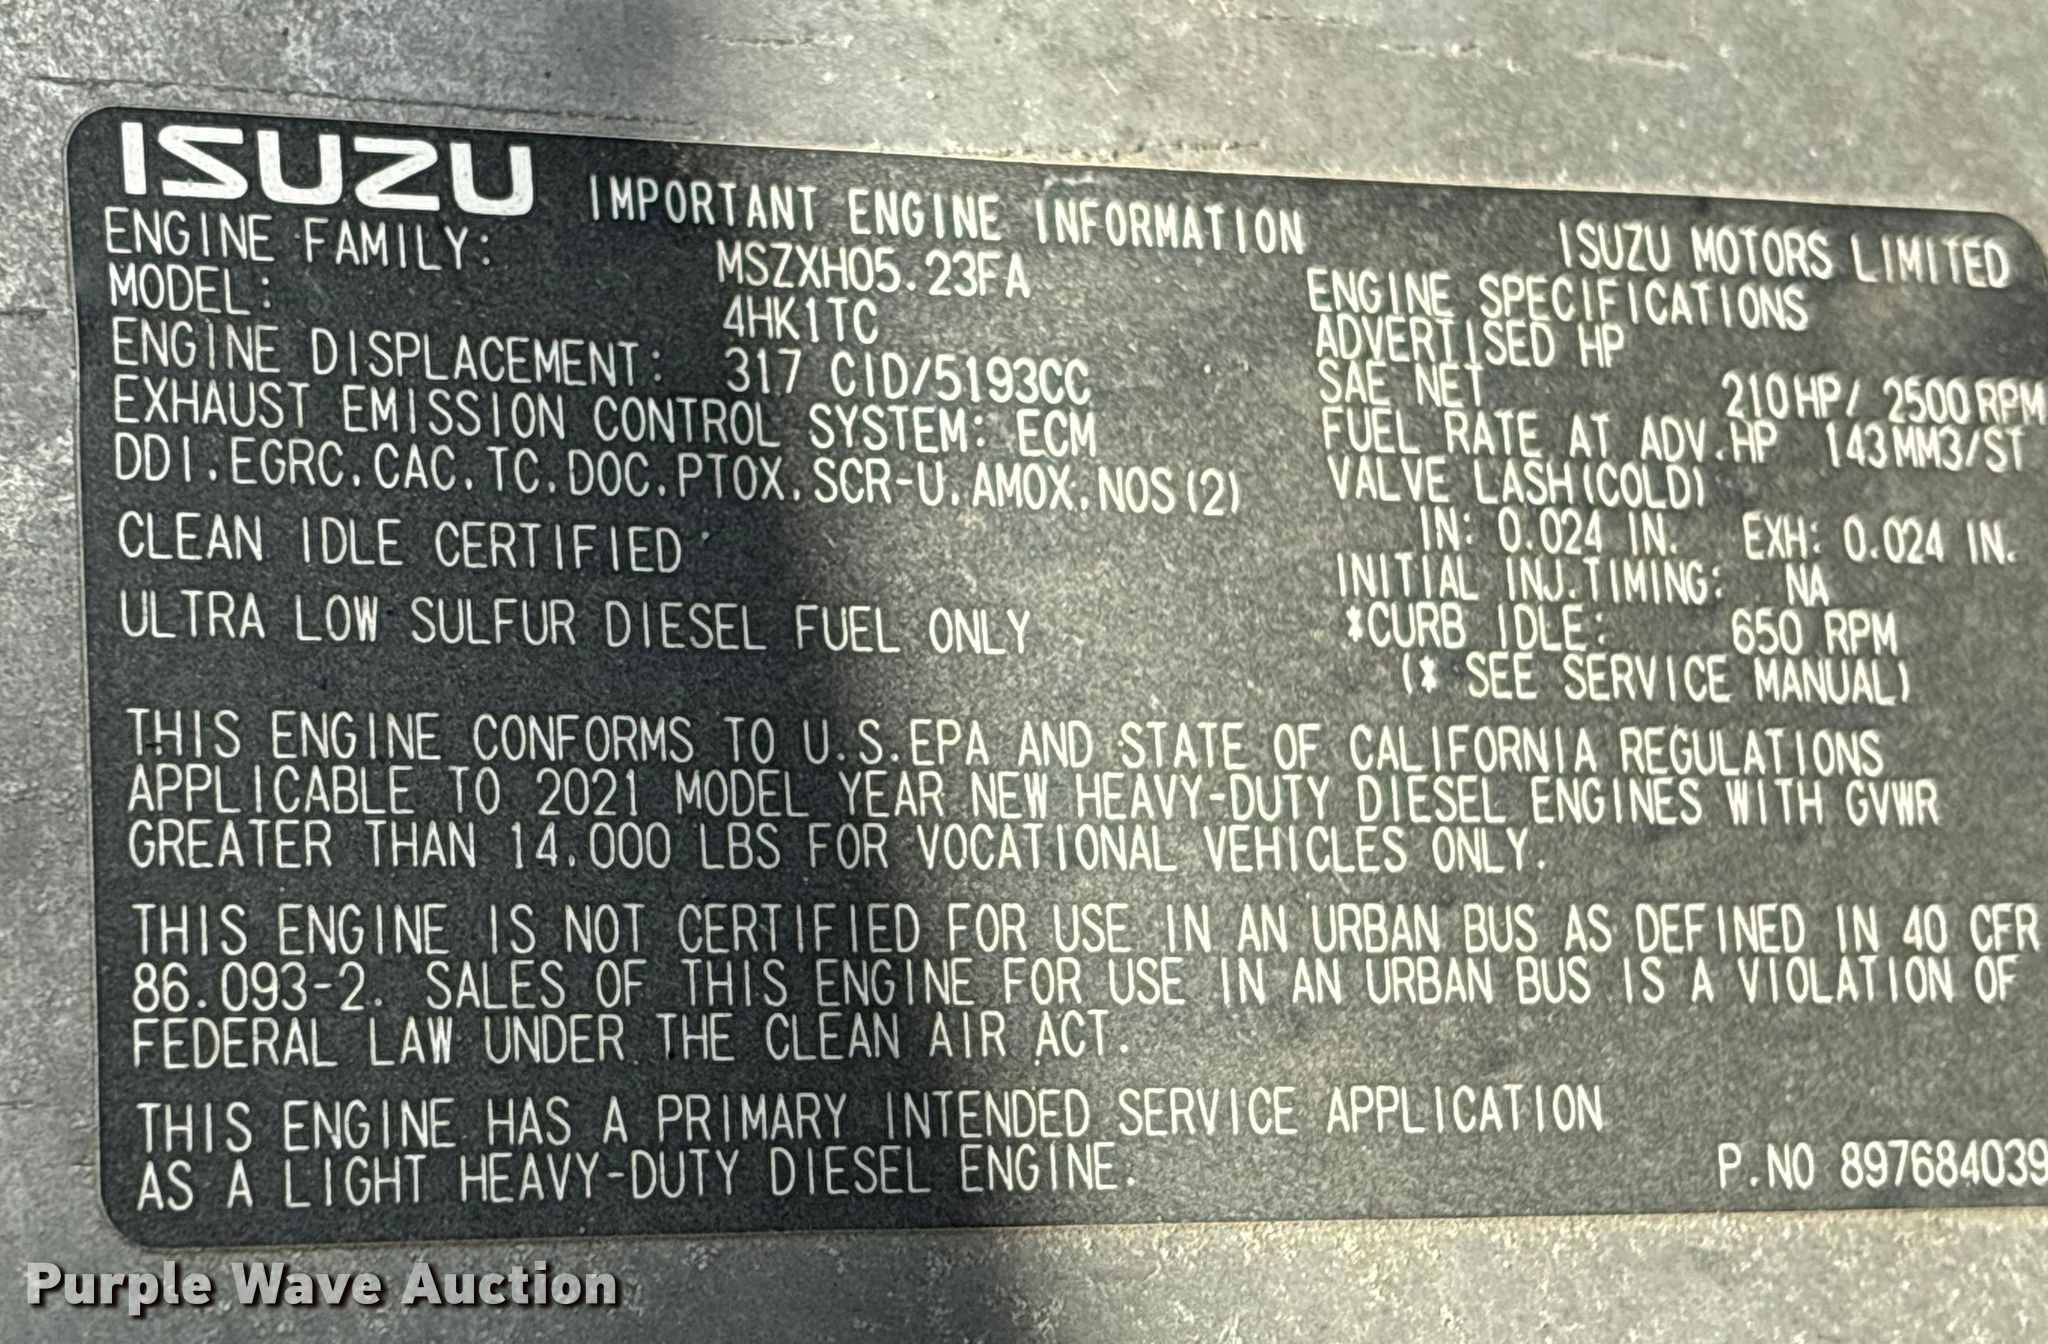 ISUZU IMPORTANT ENGINE INFORMATION
ISUZU MOTORS LIMITED
ENGINE FAMILY: MSZXH05.23FA
MODEL: 4HK1TC
ENGINE DISPLACEMENT: 317 CID/5193CC
EXHAUST EMISSION CONTROL SYSTEM: ECM
DDI.EGRC.CAC.TC.DOC.PTOX.SCR-U.AMOX.NOS(2)
CLEAN IDLE CERTIFIED
ULTRA LOW SULFUR DIESEL FUEL ONLY
ENGINE SPECIFICATIONS
ADVERTISED HP
SAE NET 210HP/ 2500RPM
FUEL RATE AT ADV.HP 143MM3/ST
VALVE LASH(COLD)
IN: 0.024 IN. EXH: 0.024 IN.
INITIAL INJ.TIMING: NA
*CURB IDLE: 650 RPM
(* SEE SERVICE MANUAL)
THIS ENGINE CONFORMS TO U.S.EPA AND STATE OF CALIFORNIA REGULATIONS
APPLICABLE TO 2021 MODEL YEAR NEW HEAVY-DUTY DIESEL ENGINES WITH GVWR
GREATER THAN 14.000 LBS FOR VOCATIONAL VEHICLES ONLY.
THIS ENGINE IS NOT CERTIFIED FOR USE IN AN URBAN BUS AS DEFINED IN 40 CFR
86.093-2. SALES OF THIS ENGINE FOR USE IN AN URBAN BUS IS A VIOLATION OF
FEDERAL LAW UNDER THE CLEAN AIR ACT.
THIS ENGINE HAS A PRIMARY INTENDED SERVICE APPLICATION
AS A LIGHT HEAVY-DUTY DIESEL ENGINE.
P.NO 897684039
Purple Wave Auction